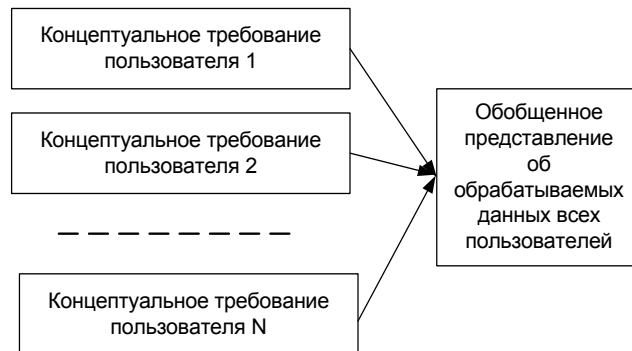 Концептуальное требование
пользователя 1
Концептуальное требование
пользователя 2
Концептуальное требование
пользователя N
Обобщенное
представление
об
обрабатываемых
данных всех
пользователей